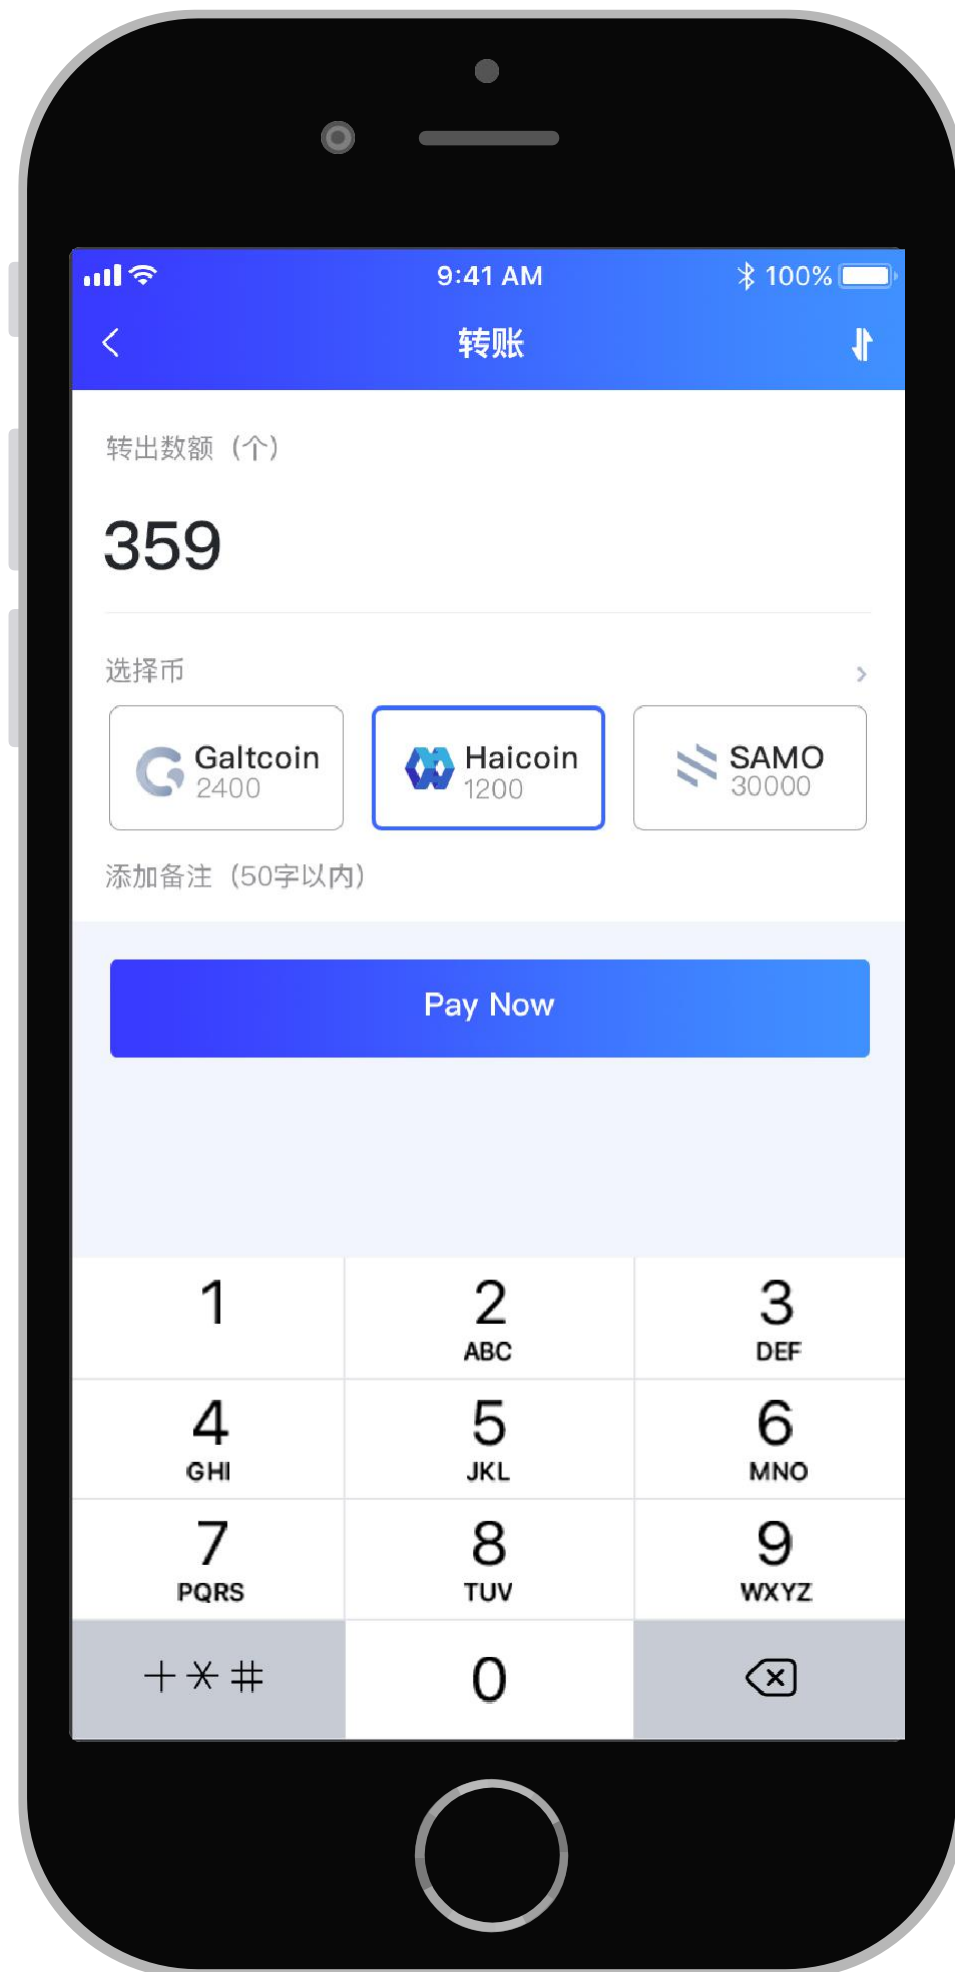 9:41 AM 100%
转账
转出数额（个）
359
选择币
Galtcoin Haicoin SAMO
2400 1200 30000
添加备注（50字以内）
Pay Now
1 2 3
ABC DEF
4 5 6
GHI JKL MNO
7 8 9
PQRS TUV WXYZ
+*# 0